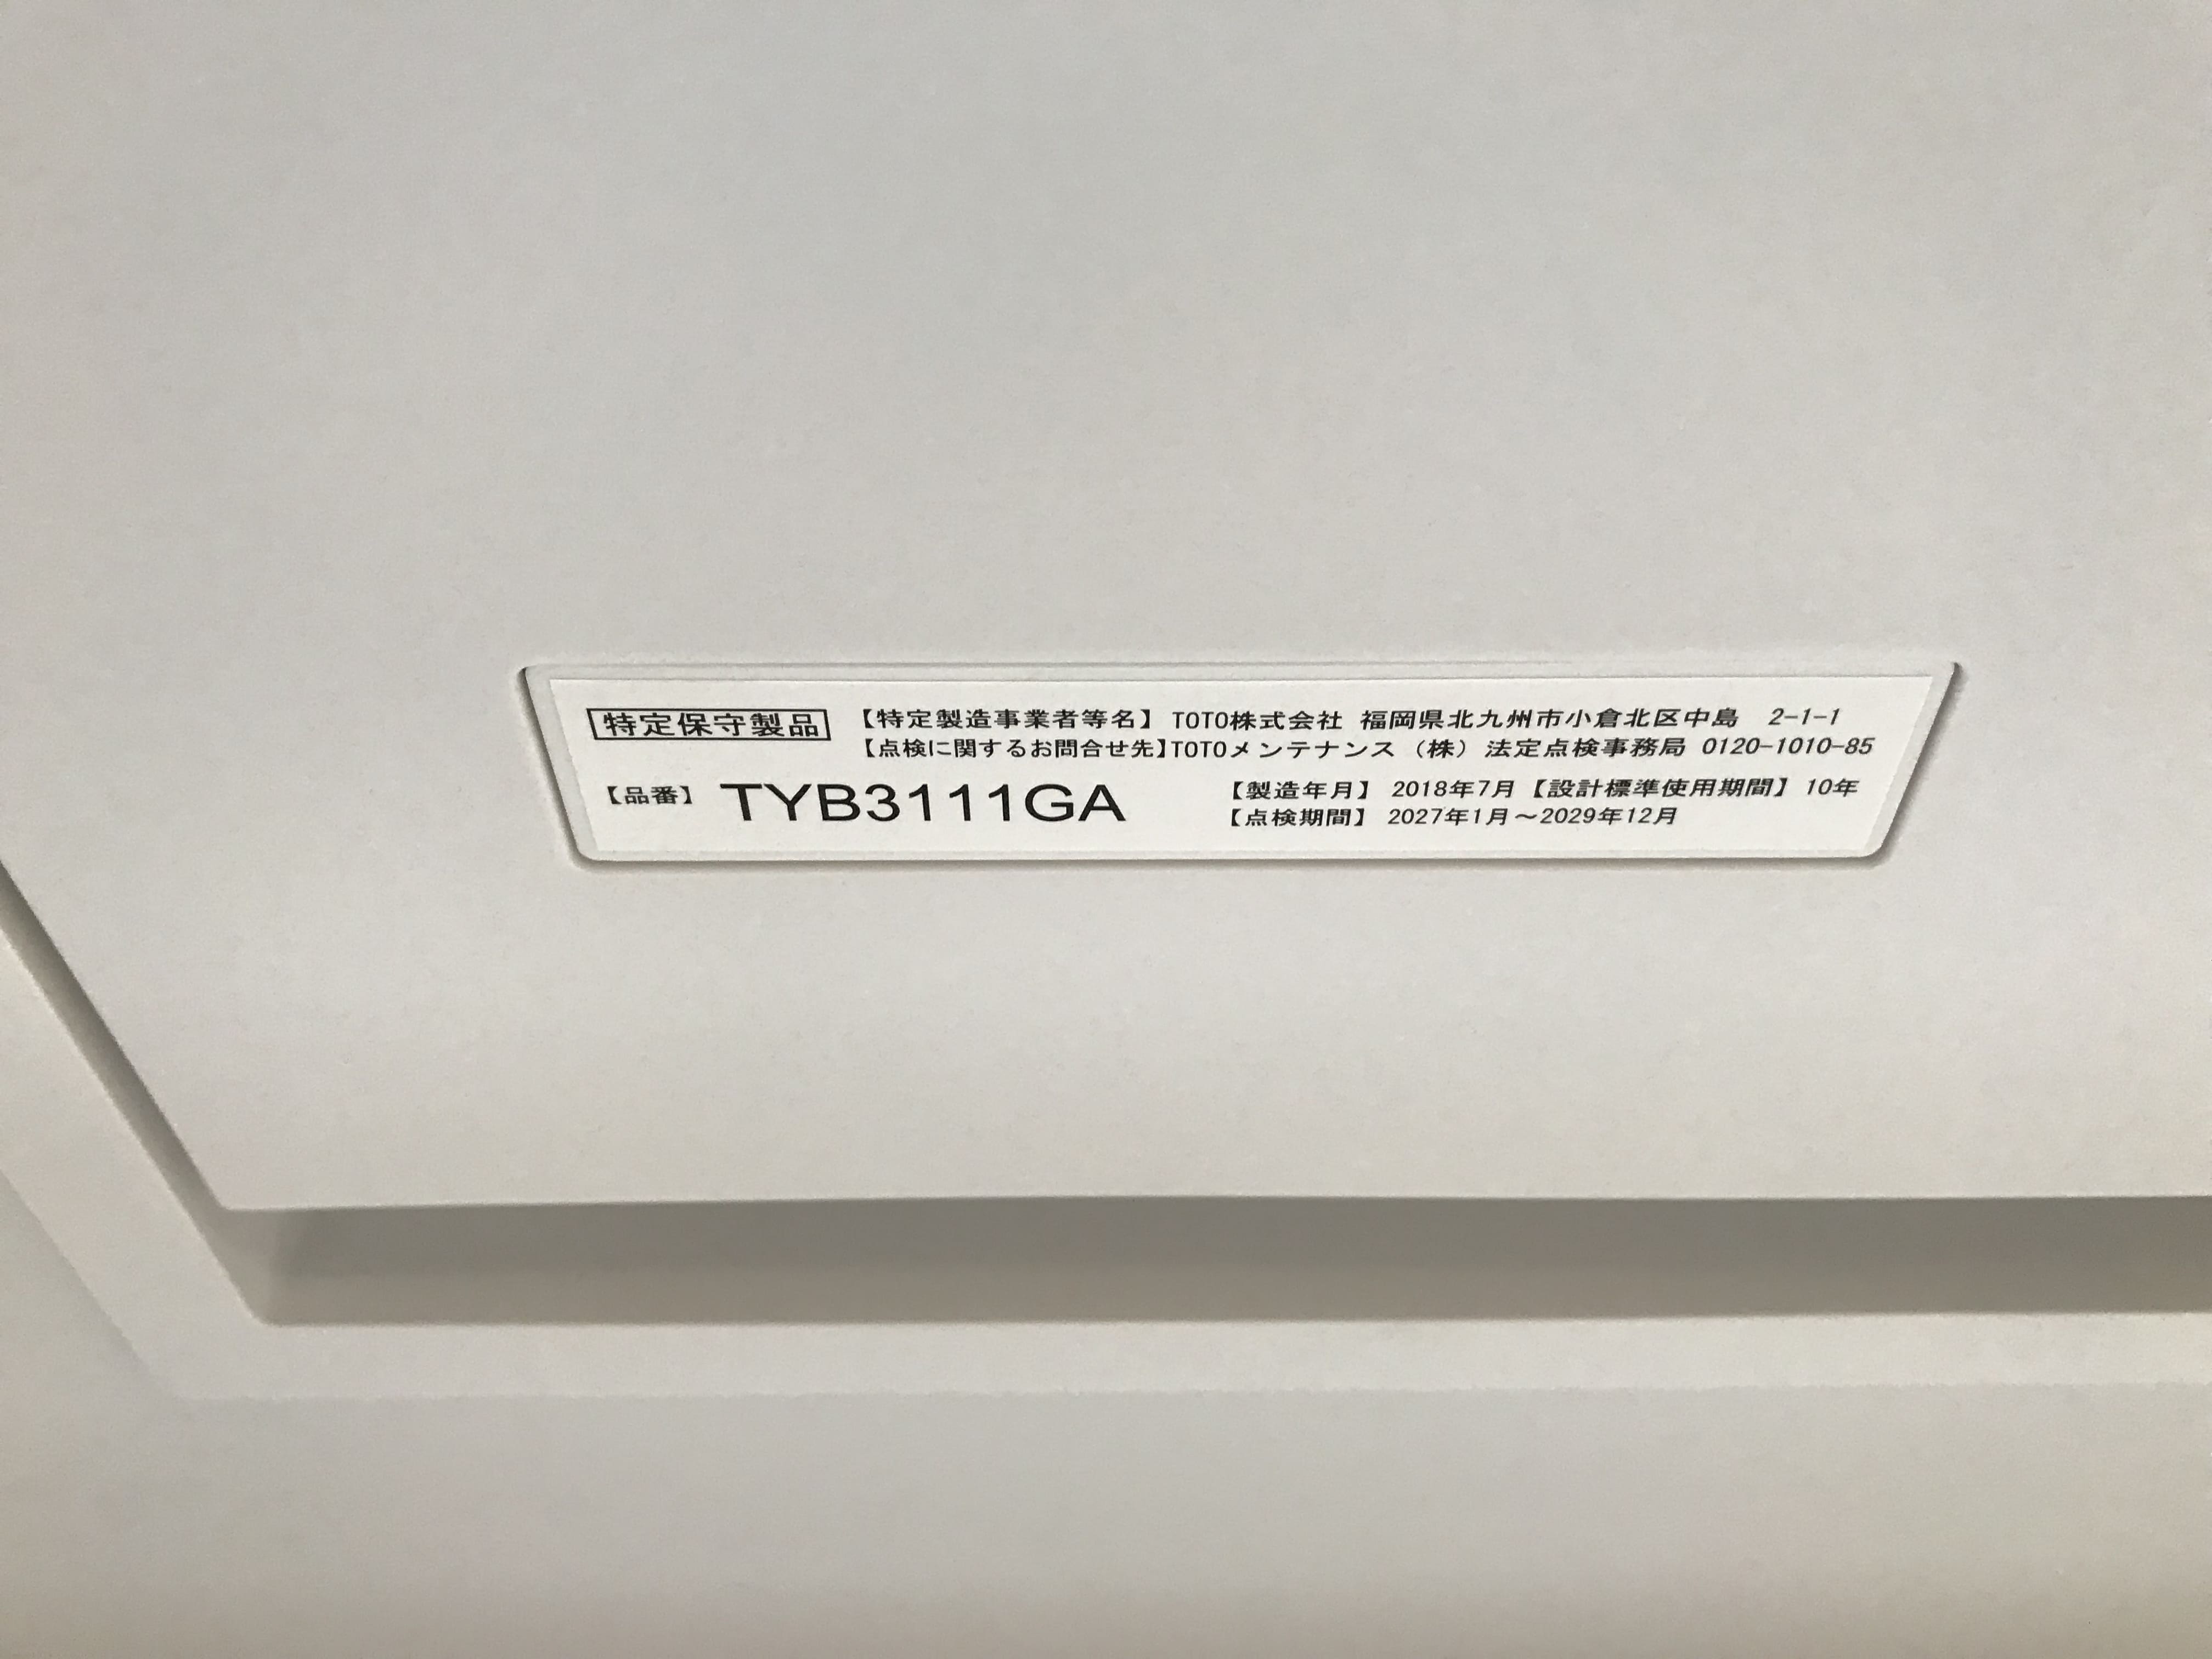 特定保守製品 【特定製造事業者等名】 TOTO株式会社 福岡県北九州市小倉北区中島 2-1-1
【点検に関するお問合せ先】TOTOメンテナンス（株）法定点検事務局 0120-1010-85
【品番】 TYB3111GA 【製造年月】 2018年7月【設計標準使用期間】 10年
【点検期間】 2027年1月～2029年12月